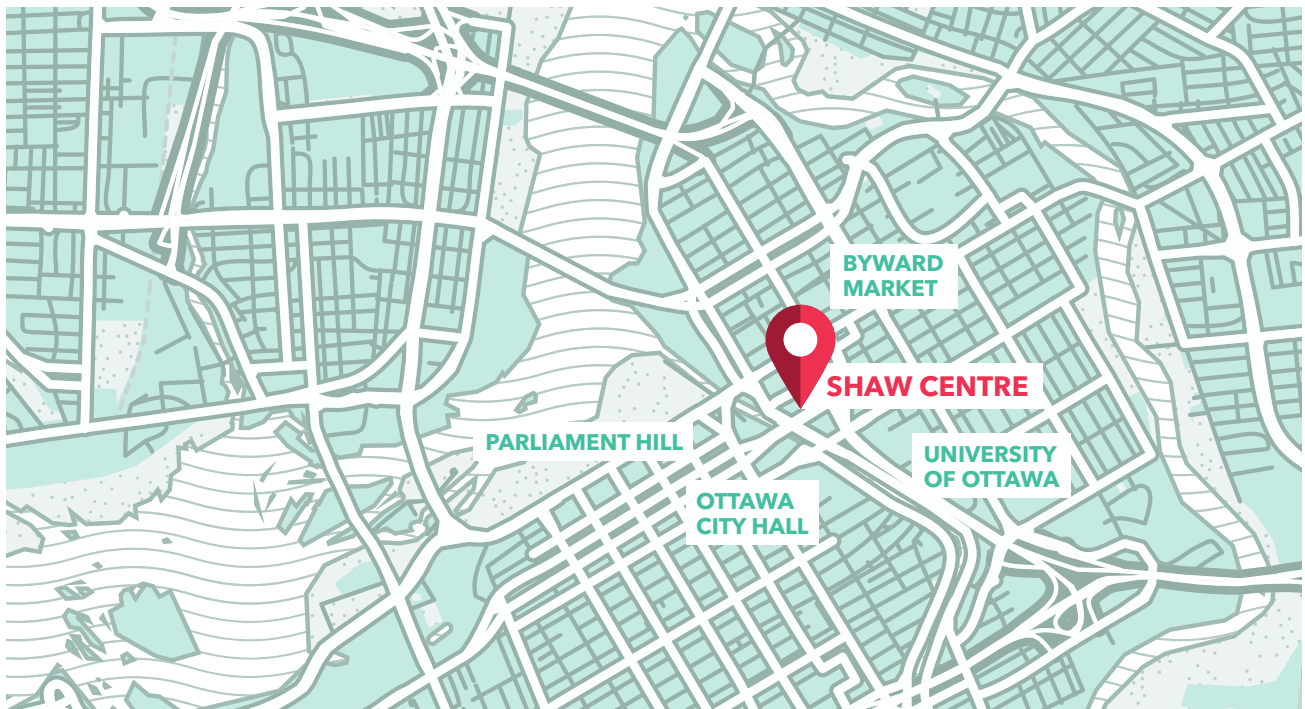 BYWARD
MARKET
SHAW CENTRE
PARLIAMENT HILL
UNIVERSITY
OF OTTAWA
OTTAWA
CITY HALL